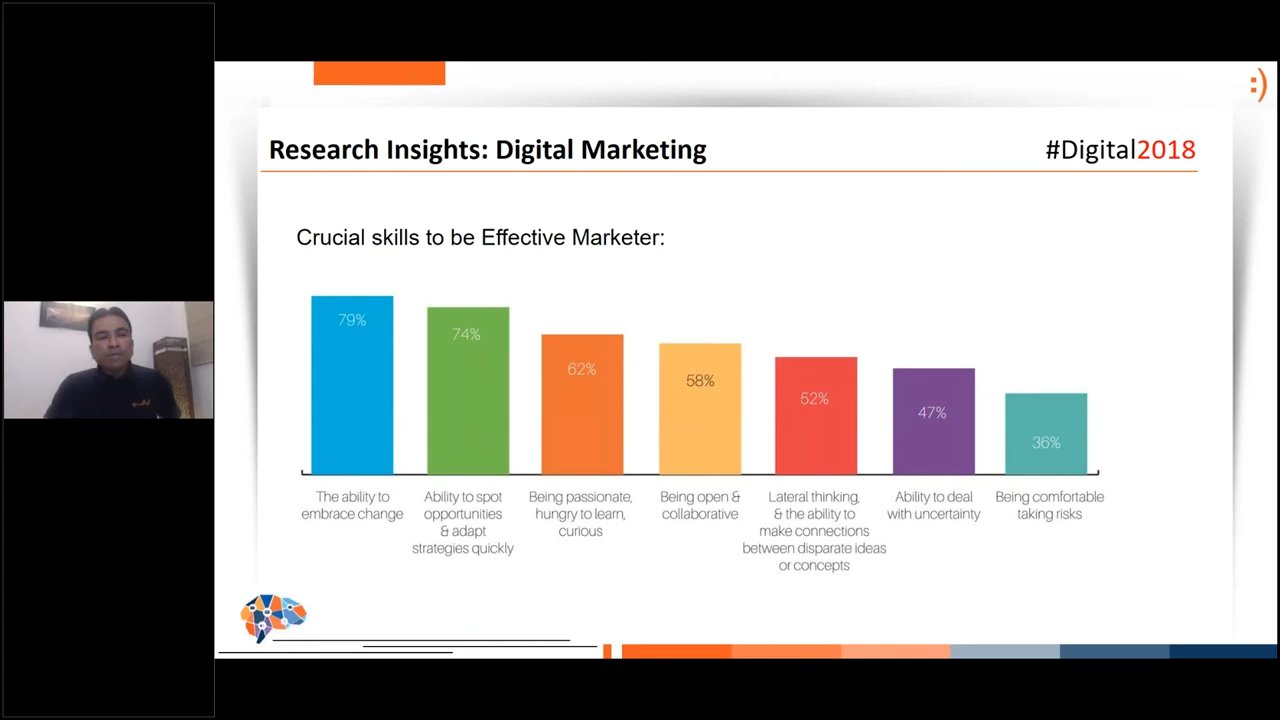 :)
Research Insights: Digital Marketing
#Digital2018
Crucial skills to be Effective Marketer:
79%
74%
62%
58%
52%
47%
36%
The ability to
embrace change
Ability to spot
opportunities
& adapt
strategies quickly
Being passionate,
hungry to learn,
curious
Being open &
collaborative
Lateral thinking,
& the ability to
make connections
between disparate ideas
or concepts
Ability to deal
with uncertainty
Being comfortable
taking risks